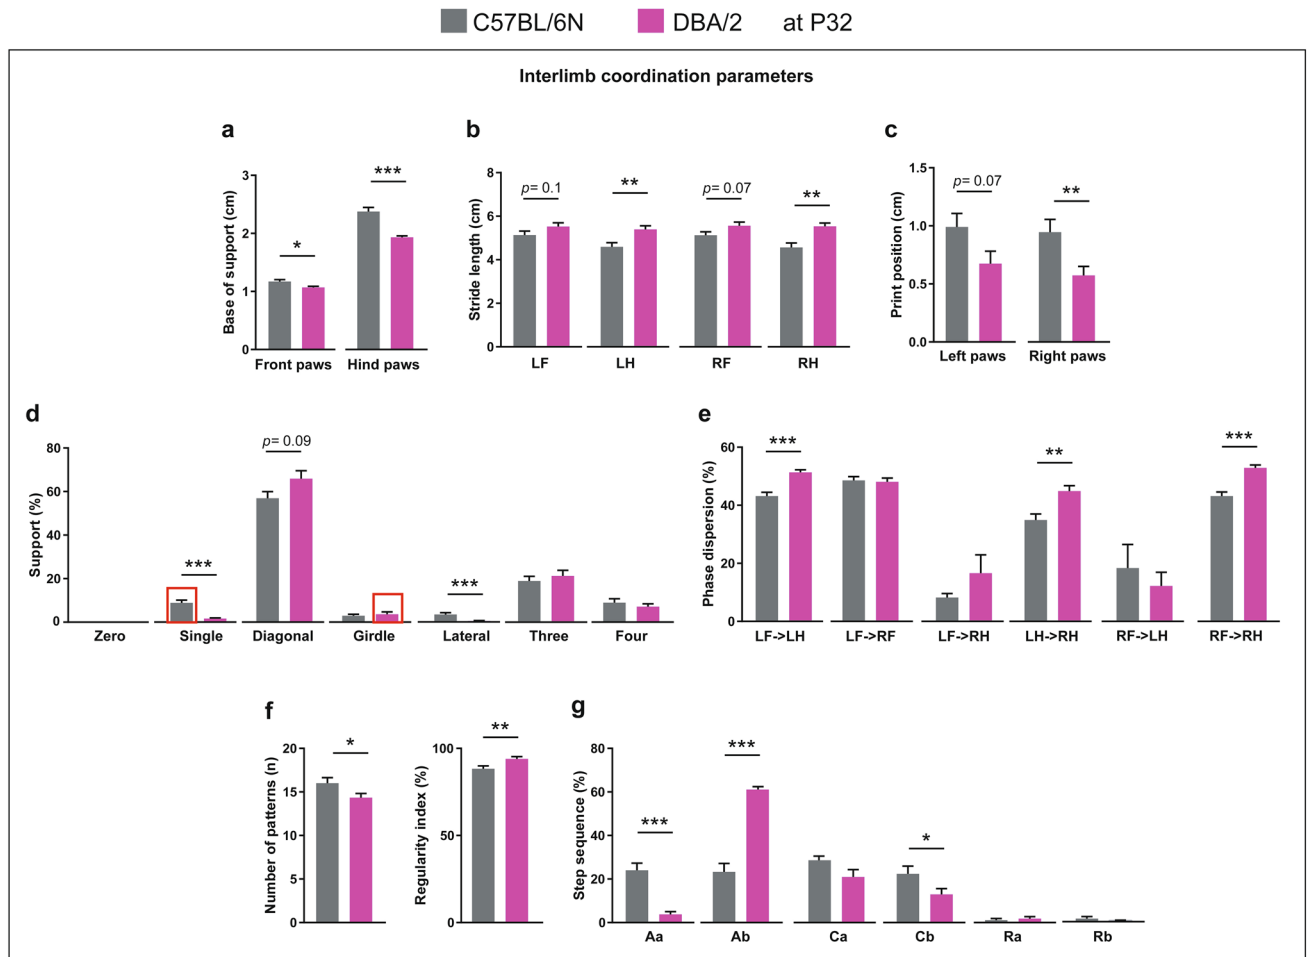 C57BL/6N DBA/2 at P32
Interlimb coordination parameters
a
Base of support (cm)
3
2
1
0
*
***
Front paws Hind paws
b
Stride length (cm)
8
6
4
2
0
p= 0.1
**
p= 0.07
**
LF LH RF RH
c
Print position (cm)
1.5
1.0
0.5
0.0
p= 0.07
**
Left paws Right paws
d
Support (%)
80
60
40
20
0
***
p= 0.09
***
Zero Single Diagonal Girdle Lateral Three Four
e
Phase dispersion (%)
60
40
20
0
***
**
***
LF->LH LF->RF LF->RH LH->RH RF->LH RF->RH
f
Number of patterns (n)
20
15
10
5
0
*
Regularity index (%)
100
50
0
**
g
Step sequence (%)
80
60
40
20
0
***
***
*
Aa Ab Ca Cb Ra Rb